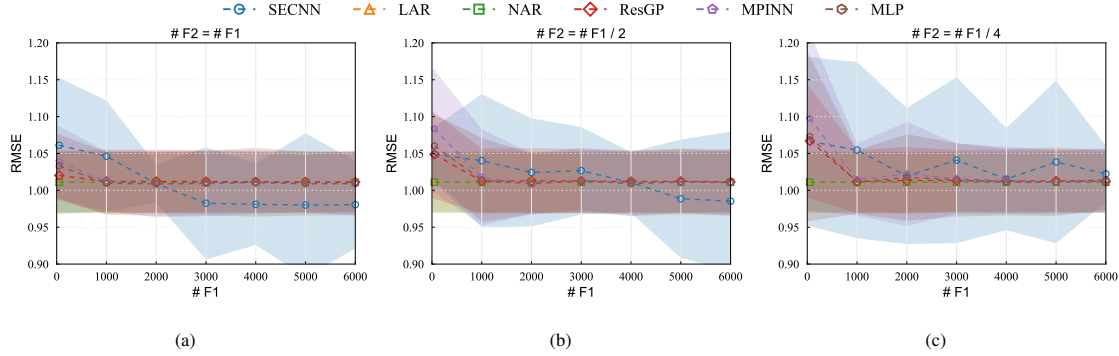 SECNN LAR NAR ResGP MPINN MLP
# F2 = # F1
1.20
1.15
1.10
1.05
1.00
0.95
0.90
RMSE
0 1000 2000 3000 4000 5000 6000
# F1
(a)
# F2 = # F1 / 2
1.20
1.15
1.10
1.05
1.00
0.95
0.90
RMSE
0 1000 2000 3000 4000 5000 6000
# F1
(b)
# F2 = # F1 / 4
1.20
1.15
1.10
1.05
1.00
0.95
0.90
RMSE
0 1000 2000 3000 4000 5000 6000
# F1
(c)